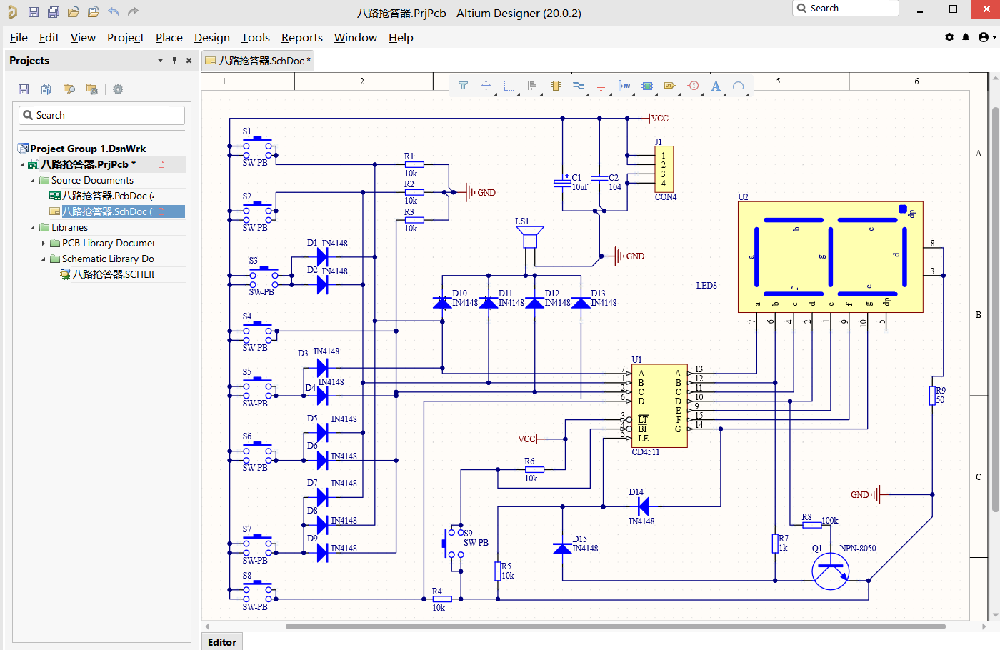 八路抢答器.PrjPcb - Altium Designer (20.0.2)
Search
File Edit View Project Place Design Tools Reports Window Help
Projects
八路抢答器.SchDoc *
Search
Project Group 1.DsnWrk
八路抢答器.PrjPcb *
Source Documents
八路抢答器.PcbDoc (
八路抢答器.SchDoc (
Libraries
PCB Library Documer
Schematic Library Do
八路抢答器.SCHLII
1 2 5 6
A
B
C
S1
SW-PB
S2
SW-PB
S3
SW-PB
S4
SW-PB
S5
SW-PB
S6
SW-PB
S7
SW-PB
S8
SW-PB
D1 IN4148
D2 IN4148
D3 IN4148
D4 IN4148
D5 IN4148
D6 IN4148
D7 IN4148
D8 IN4148
D9 IN4148
R1
10k
R2
10k
R3
10k
GND
VCC
C1
10uf
C2
104
J1
1
2
3
4
CON4
LS1
GND
D10
IN4148
D11
IN4148
D12
IN4148
D13
IN4148
U1
7 A A 13
1 B B 12
2 C C 11
6 D D 10
E 9
3 LT F 15
4 BI G 14
5 LE
CD4511
VCC
R6
10k
D14
IN4148
D15
IN4148
S9
SW-PB
R5
10k
R4
10k
U2
dp
b c
a g d
f e
a b c d e f g dp
7 6 4 2 1 9 10 5
8
3
LED8
R9
50
GND
R8 100k
R7
1k
Q1 NPN-8050
Editor